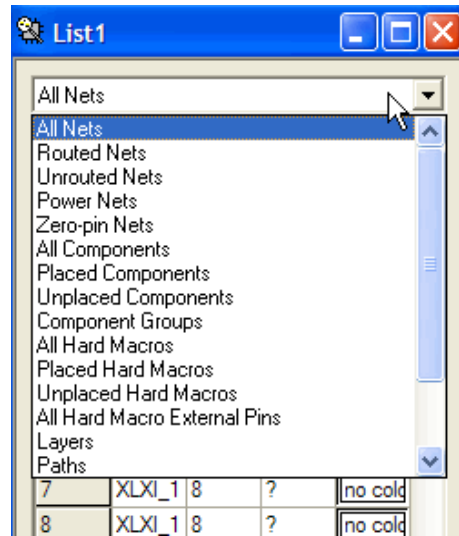 List1
All Nets
All Nets
Routed Nets
Unrouted Nets
Power Nets
Zero-pin Nets
All Components
Placed Components
Unplaced Components
Component Groups
All Hard Macros
Placed Hard Macros
Unplaced Hard Macros
All Hard Macro External Pins
Layers
Paths
7 XLXI_1 8 ? no colo
8 XLXI_1 8 ? no colo